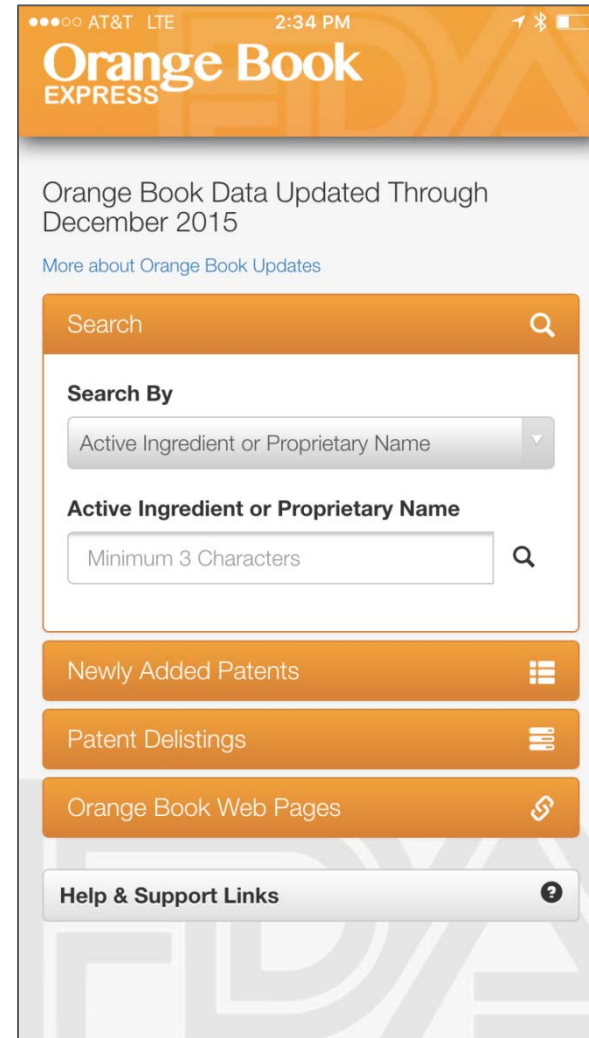 AT&T LTE 2:34 PM
Orange Book
EXPRESS
FDA
Orange Book Data Updated Through
December 2015
More about Orange Book Updates
Search
Search By
Active Ingredient or Proprietary Name
Active Ingredient or Proprietary Name
Minimum 3 Characters
Newly Added Patents
Patent Delistings
Orange Book Web Pages
Help & Support Links
FDA